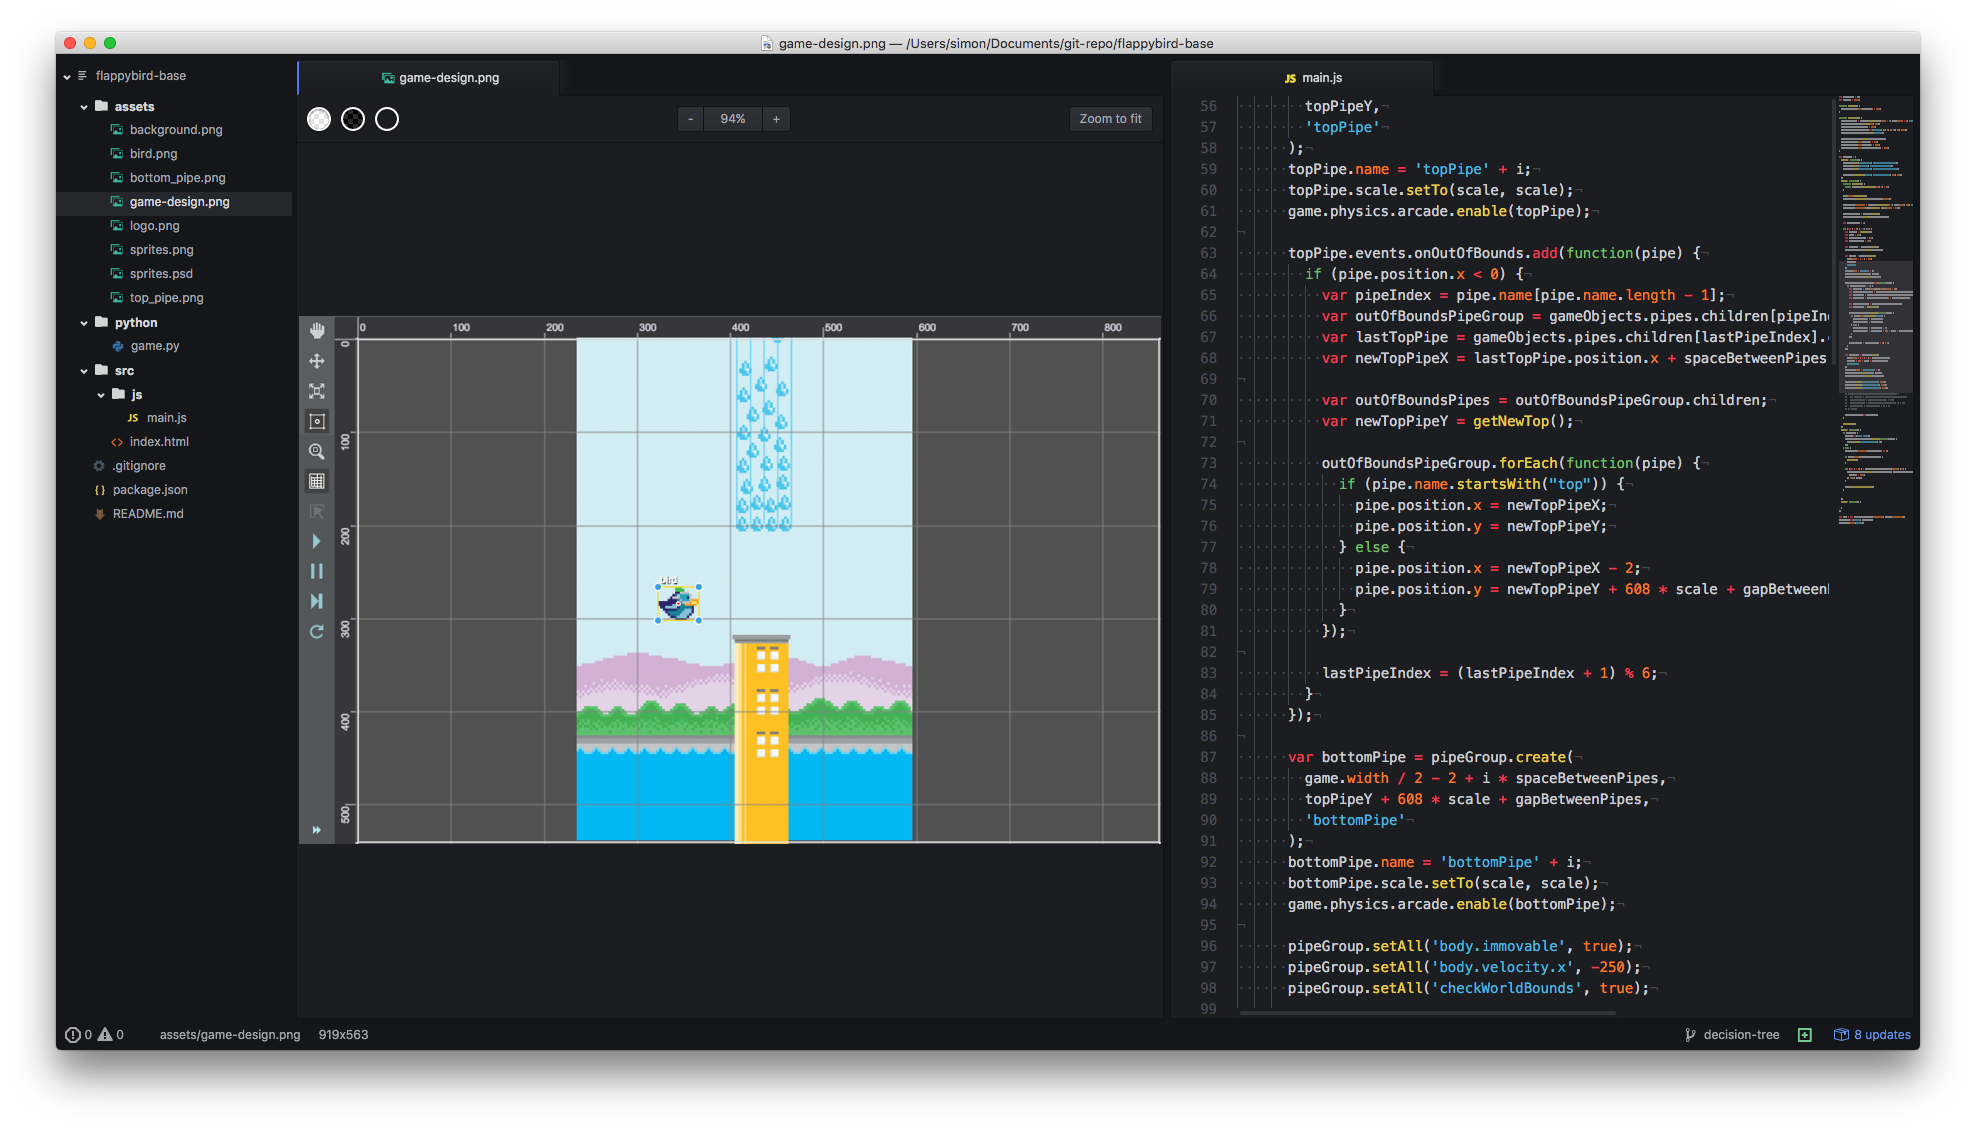 game-design.png — /Users/simon/Documents/git-repo/flappybird-base
flappybird-base
assets
background.png
bird.png
bottom_pipe.png
game-design.png
logo.png
sprites.png
sprites.psd
top_pipe.png
python
game.py
src
js
JS main.js
<> index.html
.gitignore
{} package.json
README.md
game-design.png
- 94% +
Zoom to fit
0 100 200 300 400 500 600 700 800
0
100
200
300
400
500
bird
JS main.js
56 topPipeY,¬
57 'topPipe'¬
58 );¬
59 topPipe.name = 'topPipe' + i;¬
60 topPipe.scale.setTo(scale, scale);¬
61 game.physics.arcade.enable(topPipe);¬
62 ¬
63 topPipe.events.onOutOfBounds.add(function(pipe) {¬
64 if (pipe.position.x < 0) {¬
65 var pipeIndex = pipe.name[pipe.name.length - 1];¬
66 var outOfBoundsPipeGroup = gameObjects.pipes.children[pipeIn
67 var lastTopPipe = gameObjects.pipes.children[lastPipeIndex].
68 var newTopPipeX = lastTopPipe.position.x + spaceBetweenPipes
69 ¬
70 var outOfBoundsPipes = outOfBoundsPipeGroup.children;¬
71 var newTopPipeY = getNewTop();¬
72 ¬
73 outOfBoundsPipeGroup.forEach(function(pipe) {¬
74 if (pipe.name.startsWith("top")) {¬
75 pipe.position.x = newTopPipeX;¬
76 pipe.position.y = newTopPipeY;¬
77 } else {¬
78 pipe.position.x = newTopPipeX - 2;¬
79 pipe.position.y = newTopPipeY + 608 * scale + gapBetween
80 }¬
81 });¬
82 ¬
83 lastPipeIndex = (lastPipeIndex + 1) % 6;¬
84 }¬
85 });¬
86 ¬
87 var bottomPipe = pipeGroup.create(¬
88 game.width / 2 - 2 + i * spaceBetweenPipes,¬
89 topPipeY + 608 * scale + gapBetweenPipes,¬
90 'bottomPipe'¬
91 );¬
92 bottomPipe.name = 'bottomPipe' + i;¬
93 bottomPipe.scale.setTo(scale, scale);¬
94 game.physics.arcade.enable(bottomPipe);¬
95 ¬
96 pipeGroup.setAll('body.immovable', true);¬
97 pipeGroup.setAll('body.velocity.x', -250);¬
98 pipeGroup.setAll('checkWorldBounds', true);¬
99
0 0 assets/game-design.png 919x563
decision-tree 8 updates